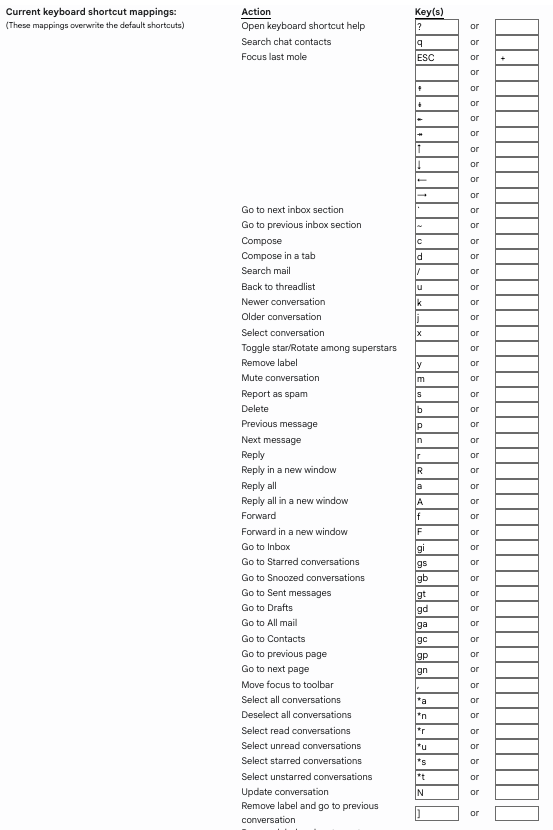 Current keyboard shortcut mappings: Action Key(s)
(These mappings overwrite the default shortcuts) Open keyboard shortcut help ? or
Search chat contacts q or
Focus last mole ESC or +
or
↟ or
↡ or
↞ or
↠ or
↑ or
↓ or
← or
→ or
Go to next inbox section ` or
Go to previous inbox section ~ or
Compose c or
Compose in a tab d or
Search mail / or
Back to threadlist u or
Newer conversation k or
Older conversation j or
Select conversation x or
Toggle star/Rotate among superstars or
Remove label y or
Mute conversation m or
Report as spam s or
Delete b or
Previous message p or
Next message n or
Reply r or
Reply in a new window R or
Reply all a or
Reply all in a new window A or
Forward f or
Forward in a new window F or
Go to Inbox gi or
Go to Starred conversations gs or
Go to Snoozed conversations gb or
Go to Sent messages gt or
Go to Drafts gd or
Go to All mail ga or
Go to Contacts gc or
Go to previous page gp or
Go to next page gn or
Move focus to toolbar , or
Select all conversations *a or
Deselect all conversations *n or
Select read conversations *r or
Select unread conversations *u or
Select starred conversations *s or
Select unstarred conversations *t or
Update conversation N or
Remove label and go to previous
conversation ] or